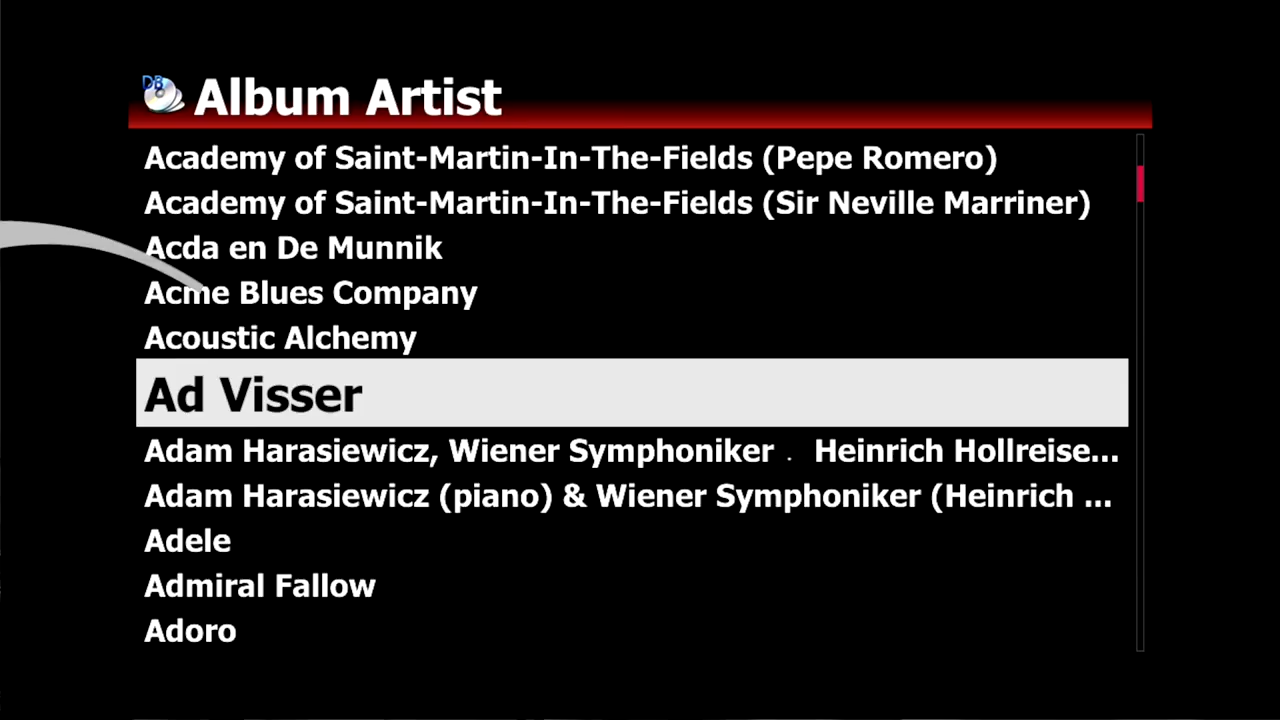 DB
Album Artist
Academy of Saint-Martin-In-The-Fields (Pepe Romero)
Academy of Saint-Martin-In-The-Fields (Sir Neville Marriner)
Acda en De Munnik
Acme Blues Company
Acoustic Alchemy
Ad Visser
Adam Harasiewicz, Wiener Symphoniker . Heinrich Hollreise...
Adam Harasiewicz (piano) & Wiener Symphoniker (Heinrich ...
Adele
Admiral Fallow
Adoro